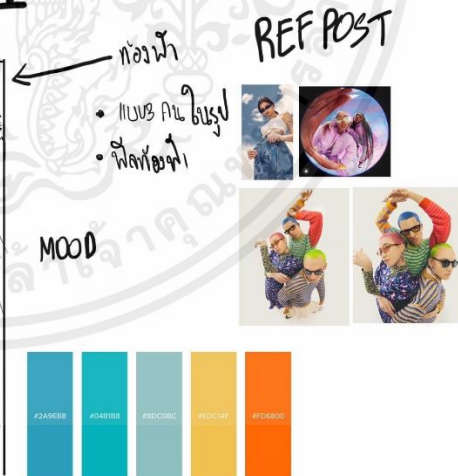 ท้องฟ้า
REF POST
• แบบ3 คน ในรูป
• ฟีลท้องฟ้า
MOOD
#2A9EBB
#04B1B8
#8DC0BC
#EDC14F
#FD6800